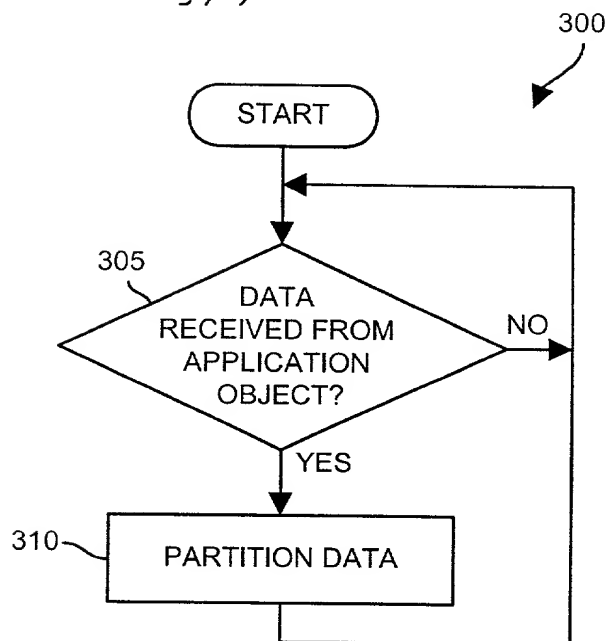 300
START
305
DATA
RECEIVED FROM
APPLICATION
OBJECT?
NO
YES
310
PARTITION DATA